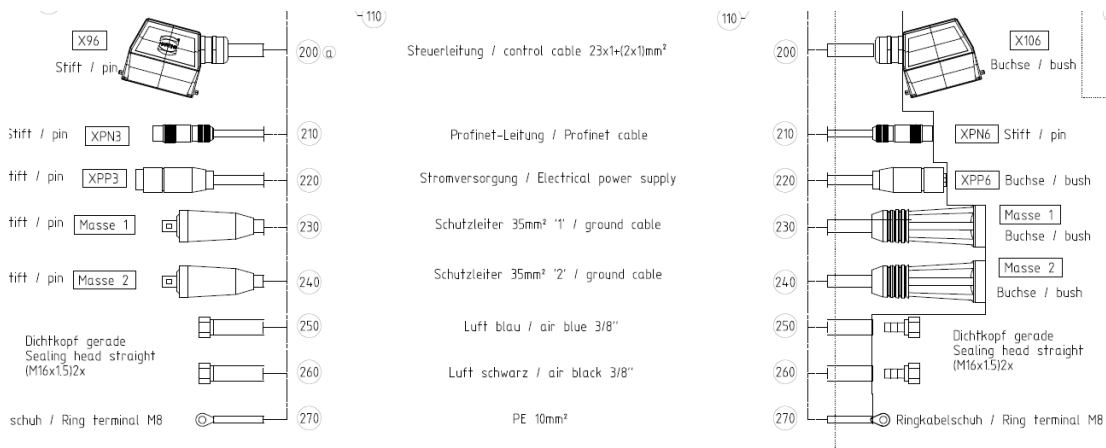 110
110
X96
Stift / pin
200 a
Steuerleitung / control cable 23x1+(2x1)mm²
200
X106
Buchse / bush
Stift / pin
XPN3
210
Profinet-Leitung / Profinet cable
210
XPN6
Stift / pin
tift / pin
XPP3
220
Stromversorgung / Electrical power supply
220
XPP6
Buchse / bush
tift / pin
Masse 1
230
Schutzleiter 35mm² '1' / ground cable
230
Masse 1
Buchse / bush
tift / pin
Masse 2
240
Schutzleiter 35mm² '2' / ground cable
240
Masse 2
Buchse / bush
250
Luft blau / air blue 3/8''
250
Dichtkopf gerade
Sealing head straight
(M16x1.5)2x
Dichtkopf gerade
Sealing head straight
(M16x1.5)2x
260
Luft schwarz / air black 3/8''
260
schuh / Ring terminal M8
270
PE 10mm²
270
Ringkabelschuh / Ring terminal M8